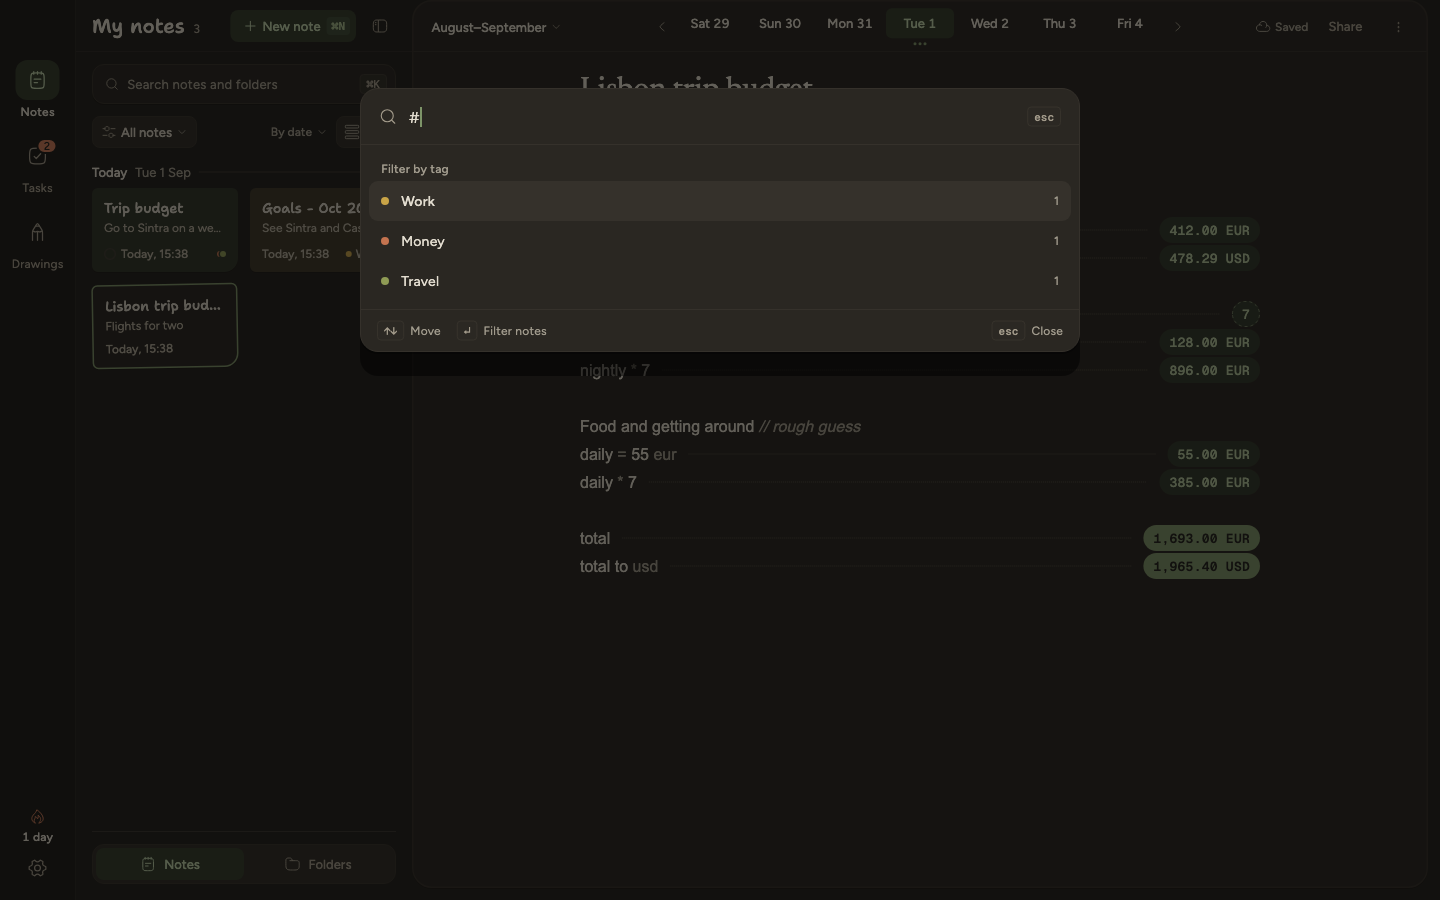 My notes 3
+ New note ⌘N
August–September
Sat 29
Sun 30
Mon 31
Tue 1
Wed 2
Thu 3
Fri 4
Saved
Share
Notes
2
Tasks
Drawings
Search notes and folders ⌘K
All notes
By date
Today Tue 1 Sep
Trip budget
Go to Sintra on a we...
Today, 15:38
Goals - Oct
See Sintra and
Today, 15:38
Lisbon trip bud...
Flights for two
Today, 15:38
Lisbon trip budget
#
esc
Filter by tag
Work 1
Money 1
Travel 1
↑↓ Move
↵ Filter notes
esc Close
412.00 EUR
478.29 USD
7
128.00 EUR
nightly * 7 896.00 EUR
Food and getting around // rough guess
daily = 55 eur 55.00 EUR
daily * 7 385.00 EUR
total 1,693.00 EUR
total to usd 1,965.40 USD
1 day
Notes
Folders